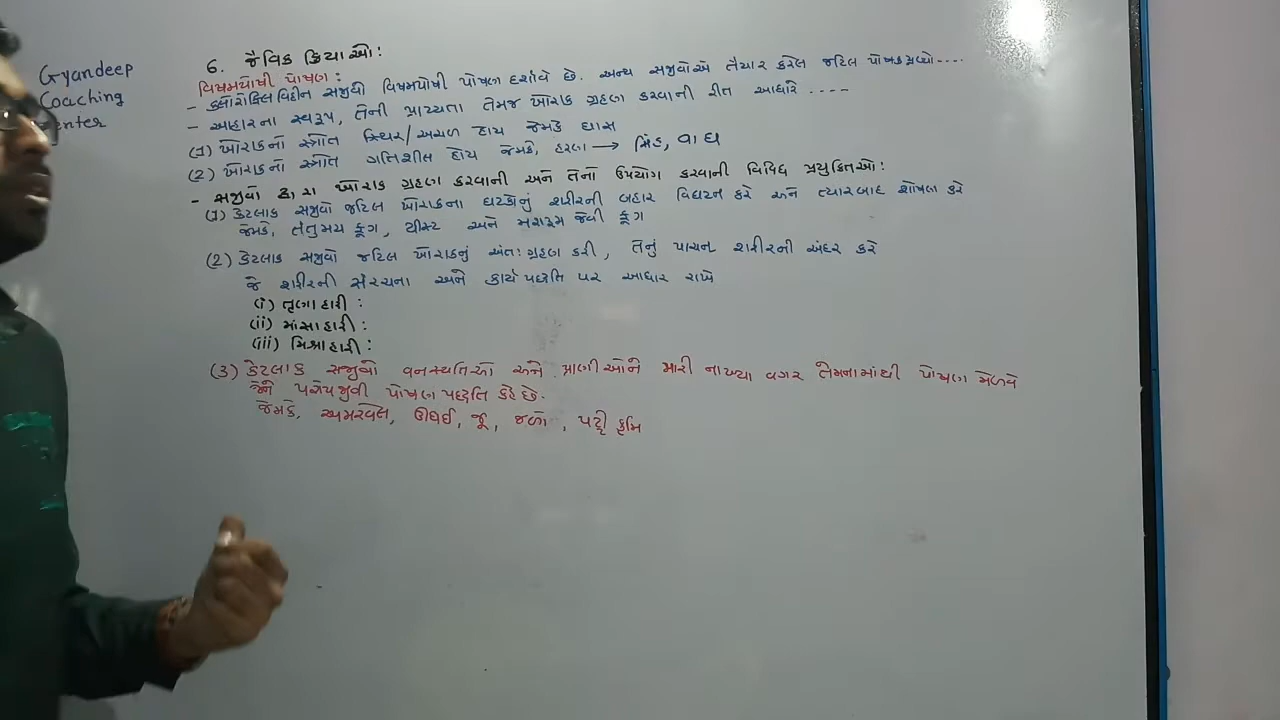 Gyandeep
Coaching
enter
6. જૈવિક ક્રિયાઓ:
વિષમપોષી પોષણ :
- ક્લોરોફિલ વિહીન સજીવો વિષમપોષી પોષણ દર્શાવે છે. અન્ય સજીવોએ તૈયાર કરેલ જટિલ પોષકદ્રવ્યો....
- આહારના સ્વરૂપ, તેની પ્રાપ્યતા તેમજ ખોરાક ગ્રહણ કરવાની રીત આધારે ....
(1) ખોરાકનો સ્ત્રોત સ્થિર/અચળ હોય જેમકે ઘાસ
(2) ખોરાકનો સ્ત્રોત ગતિશીલ હોય જેમકે, હરણ → સિંહ, વાઘ
- સજીવો દ્વારા ખોરાક ગ્રહણ કરવાની અને તેનો ઉપયોગ કરવાની વિવિધ પ્રયુક્તિઓ:
(1) કેટલાક સજીવો જટિલ ખોરાકના ઘટકોનું શરીરની બહાર વિઘટન કરે અને ત્યારબાદ શોષણ કરે
જેમકે, તંતુમય ફૂગ, યીસ્ટ અને મશરૂમ જેવી ફૂગ
(2) કેટલાક સજીવો જટિલ ખોરાકનું અંતઃગ્રહણ કરી, તેનું પાચન શરીરની અંદર કરે
જે શરીરની સંરચના અને કાર્ય પદ્ધતિ પર આધાર રાખે
(i) તૃણાહારી :
(ii) માંસાહારી :
(iii) મિશ્રાહારી :
(3) કેટલાક સજીવો વનસ્પતિઓ અને પ્રાણીઓને મારી નાખ્યા વગર તેમનામાંથી પોષણ મેળવે
જેને પરોપજીવી પોષણ પદ્ધતિ કહે છે.
જેમકે, અમરવેલ, ઊધઈ, જૂ, જળો, પટ્ટીકૃમિ